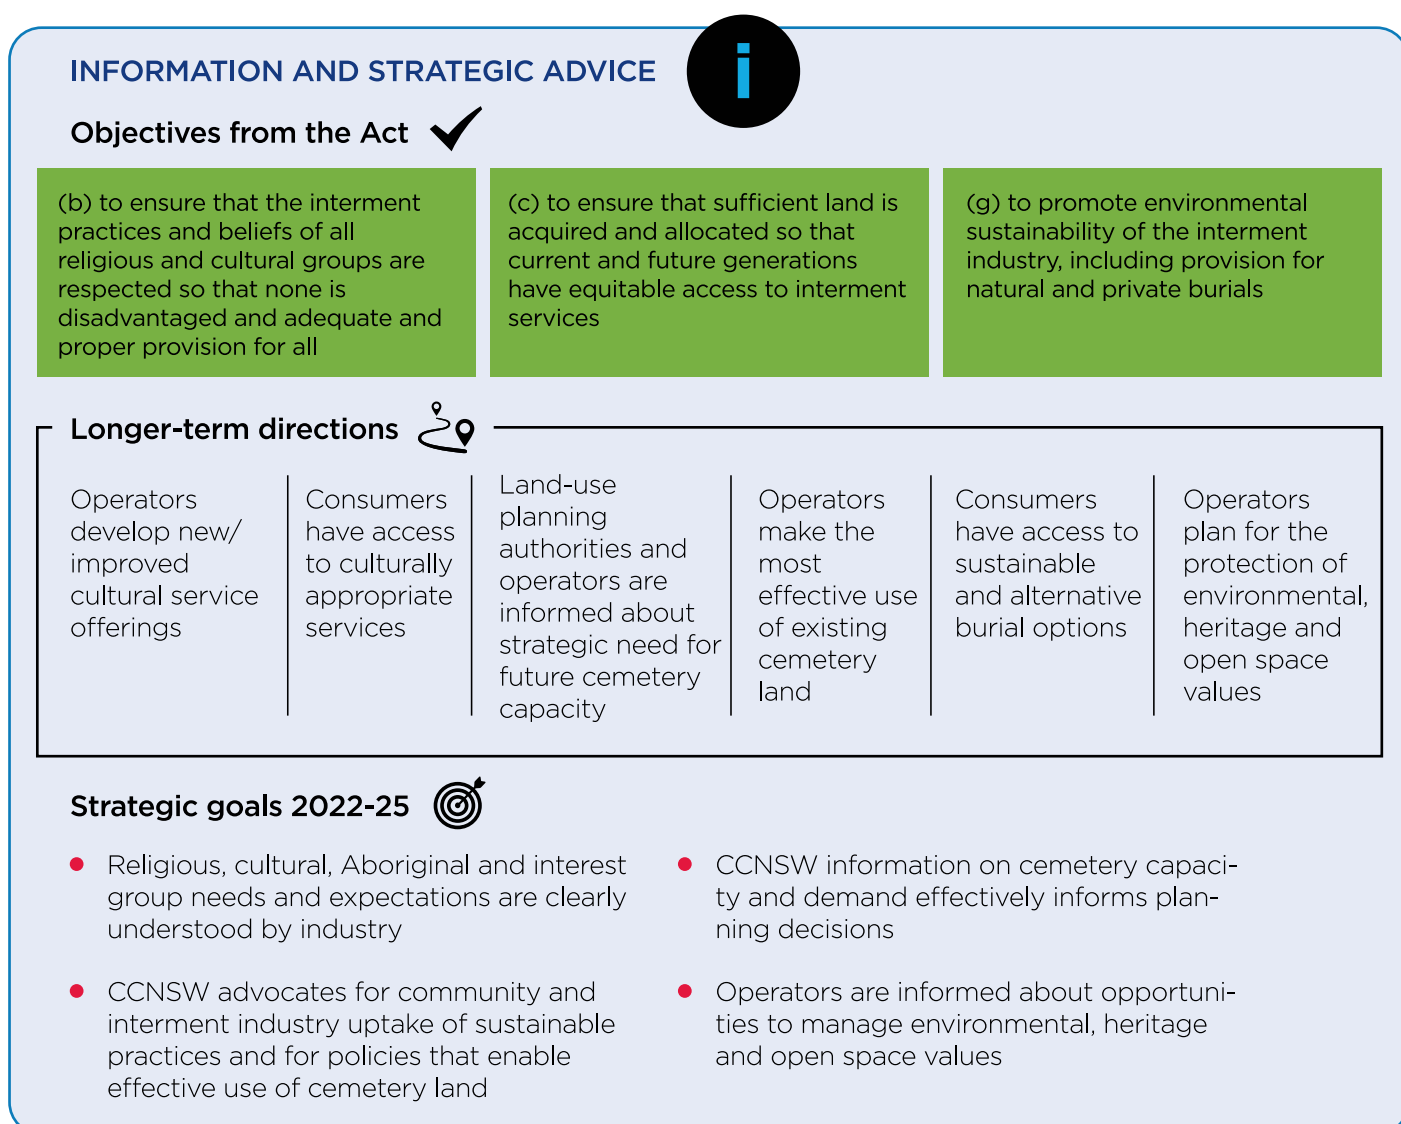 INFORMATION AND STRATEGIC ADVICE
i
Objectives from the Act
(b) to ensure that the interment
practices and beliefs of all
religious and cultural groups are
respected so that none is
disadvantaged and adequate and
proper provision for all
(c) to ensure that sufficient land is
acquired and allocated so that
current and future generations
have equitable access to interment
services
(g) to promote environmental
sustainability of the interment
industry, including provision for
natural and private burials
Longer-term directions
Operators
develop new/
improved
cultural service
offerings
Consumers
have access
to culturally
appropriate
services
Land-use
planning
authorities and
operators are
informed about
strategic need for
future cemetery
capacity
Operators
make the
most
effective use
of existing
cemetery
land
Consumers
have access to
sustainable
and alternative
burial options
Operators
plan for the
protection of
environmental,
heritage and
open space
values
Strategic goals 2022-25
Religious, cultural, Aboriginal and interest
group needs and expectations are clearly
understood by industry
CCNSW advocates for community and
interment industry uptake of sustainable
practices and for policies that enable
effective use of cemetery land
CCNSW information on cemetery capaci-
ty and demand effectively informs plan-
ning decisions
Operators are informed about opportuni-
ties to manage environmental, heritage
and open space values